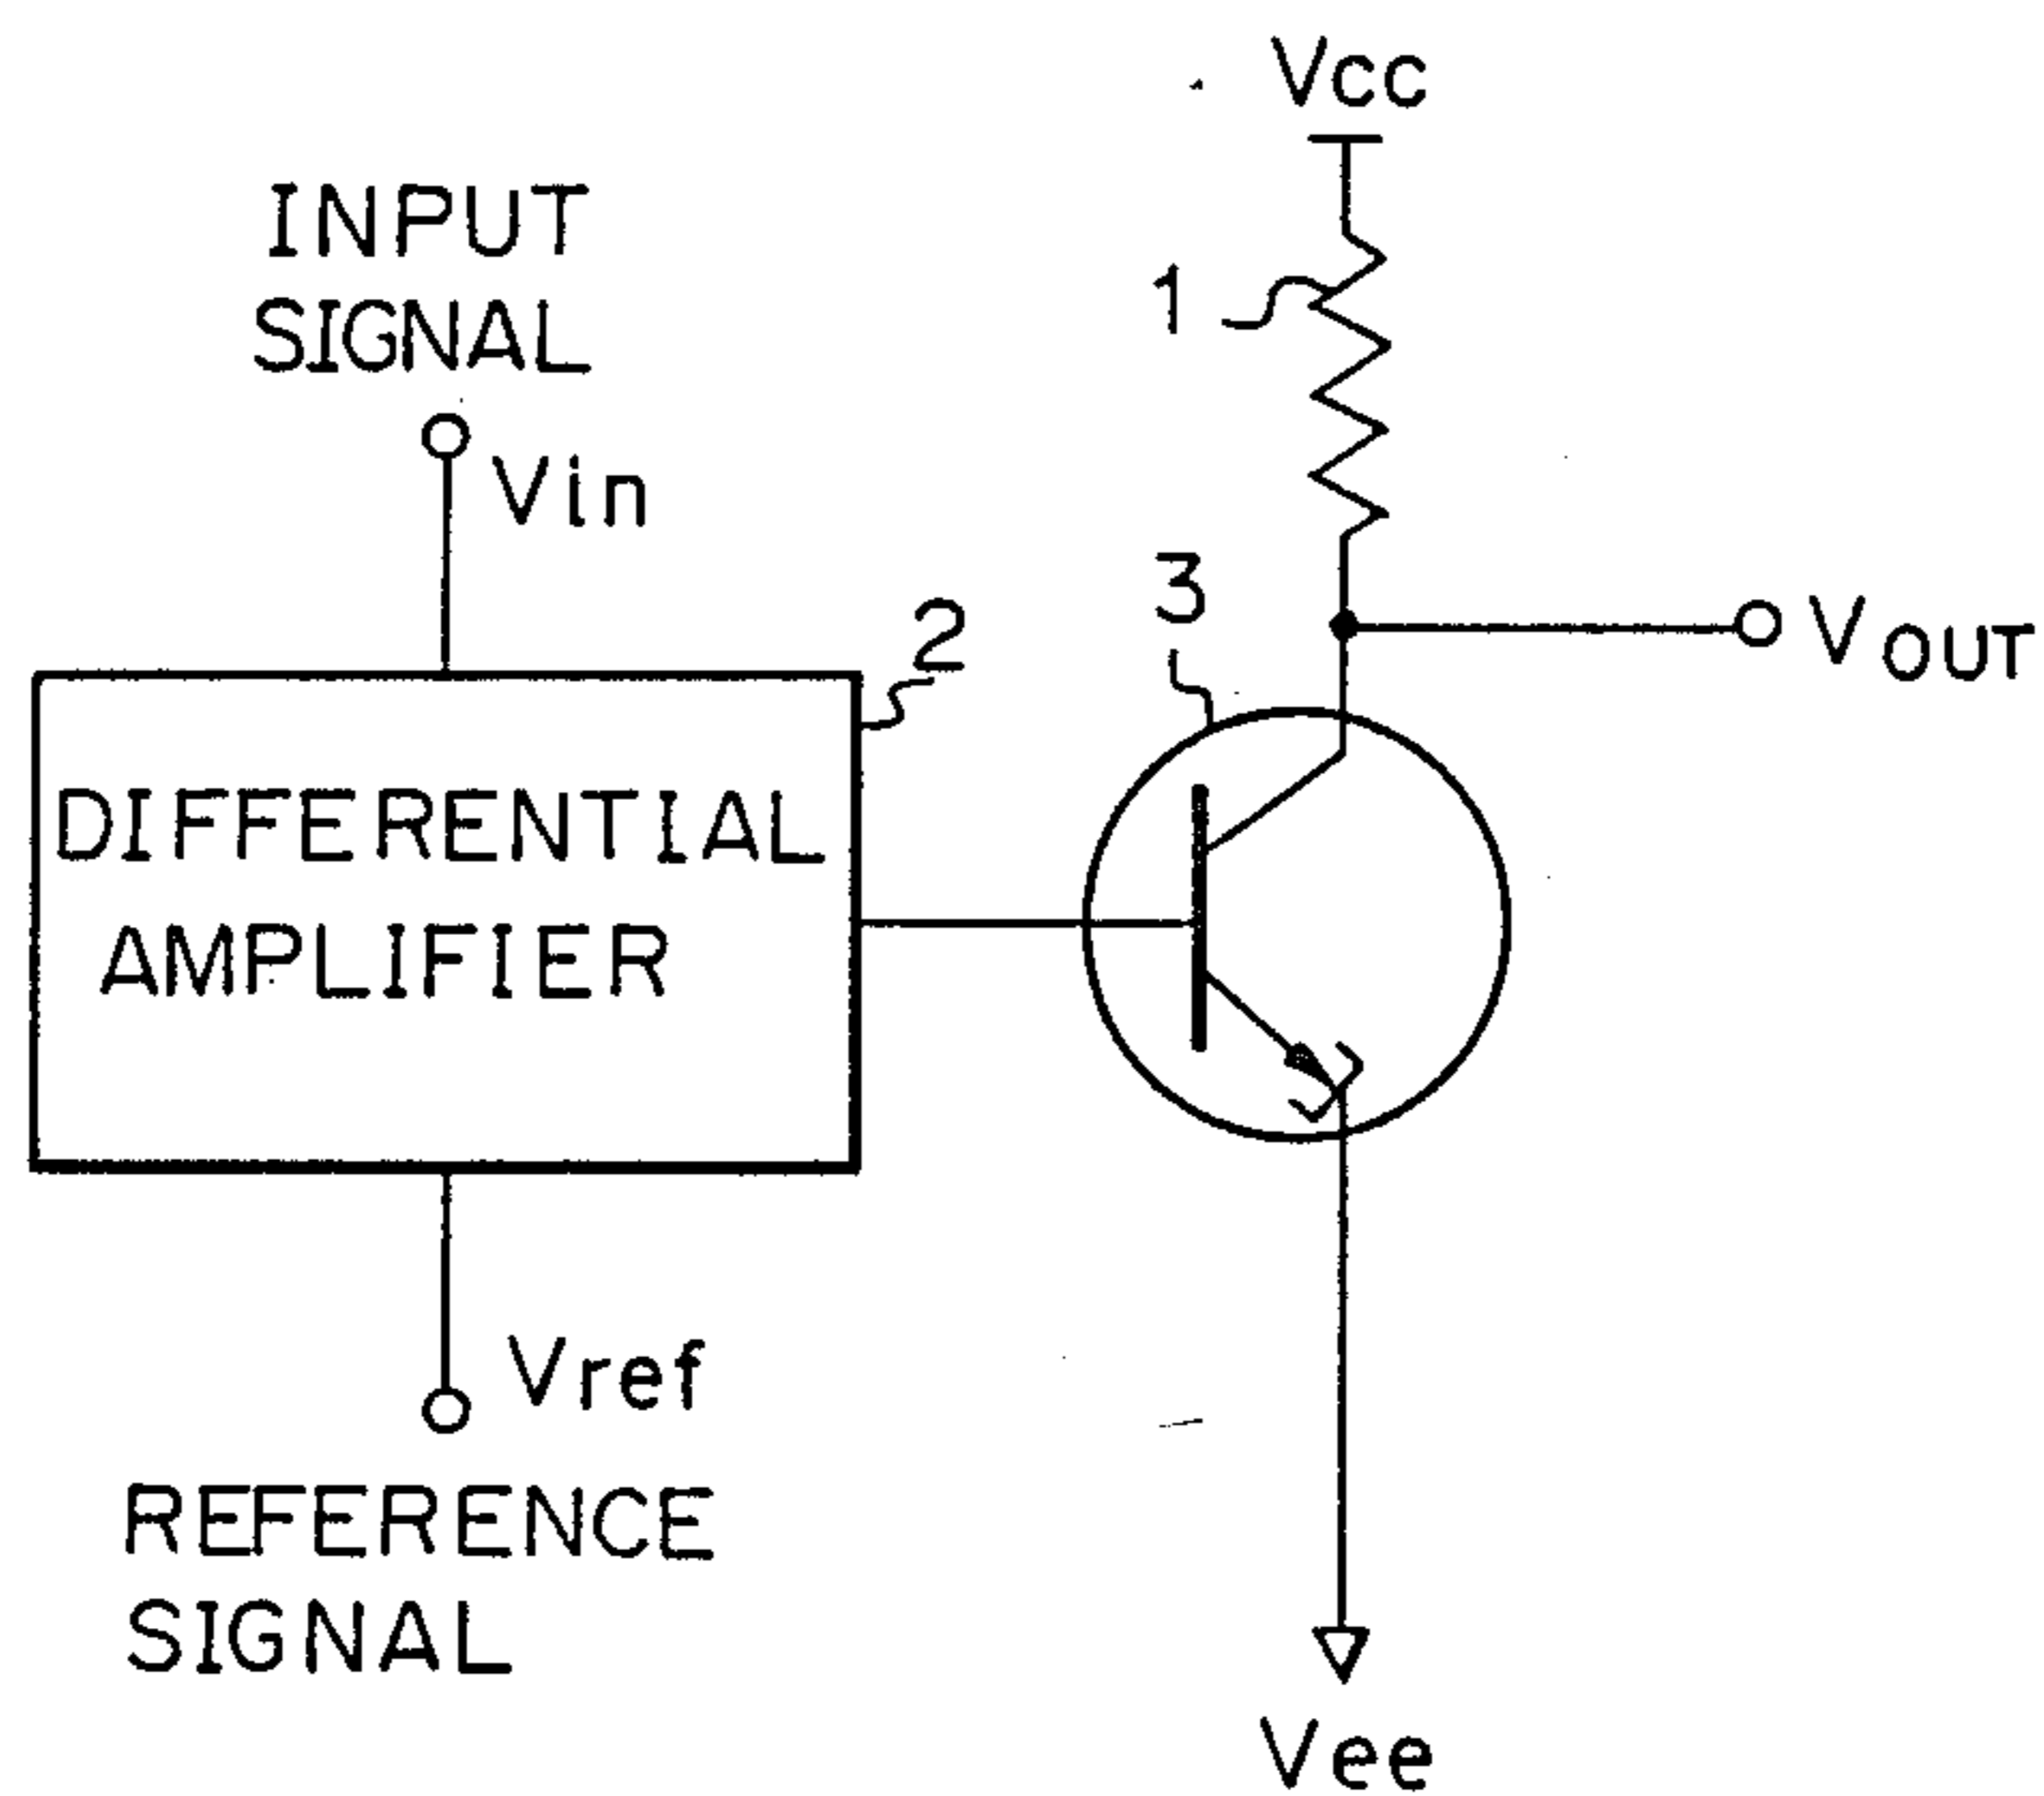 Vcc
INPUT
SIGNAL
Vin
1
2
3
VOUT
DIFFERENTIAL
AMPLIFIER
Vref
REFERENCE
SIGNAL
Vee